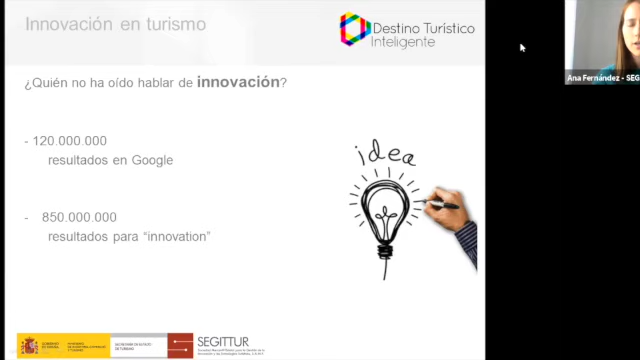 Innovación en turismo
Destino Turístico
Inteligente
¿Quién no ha oído hablar de innovación?
- 120.000.000
resultados en Google
- 850.000.000
resultados para “innovation”
idea
Ana Fernández - SEG
SEGITTUR